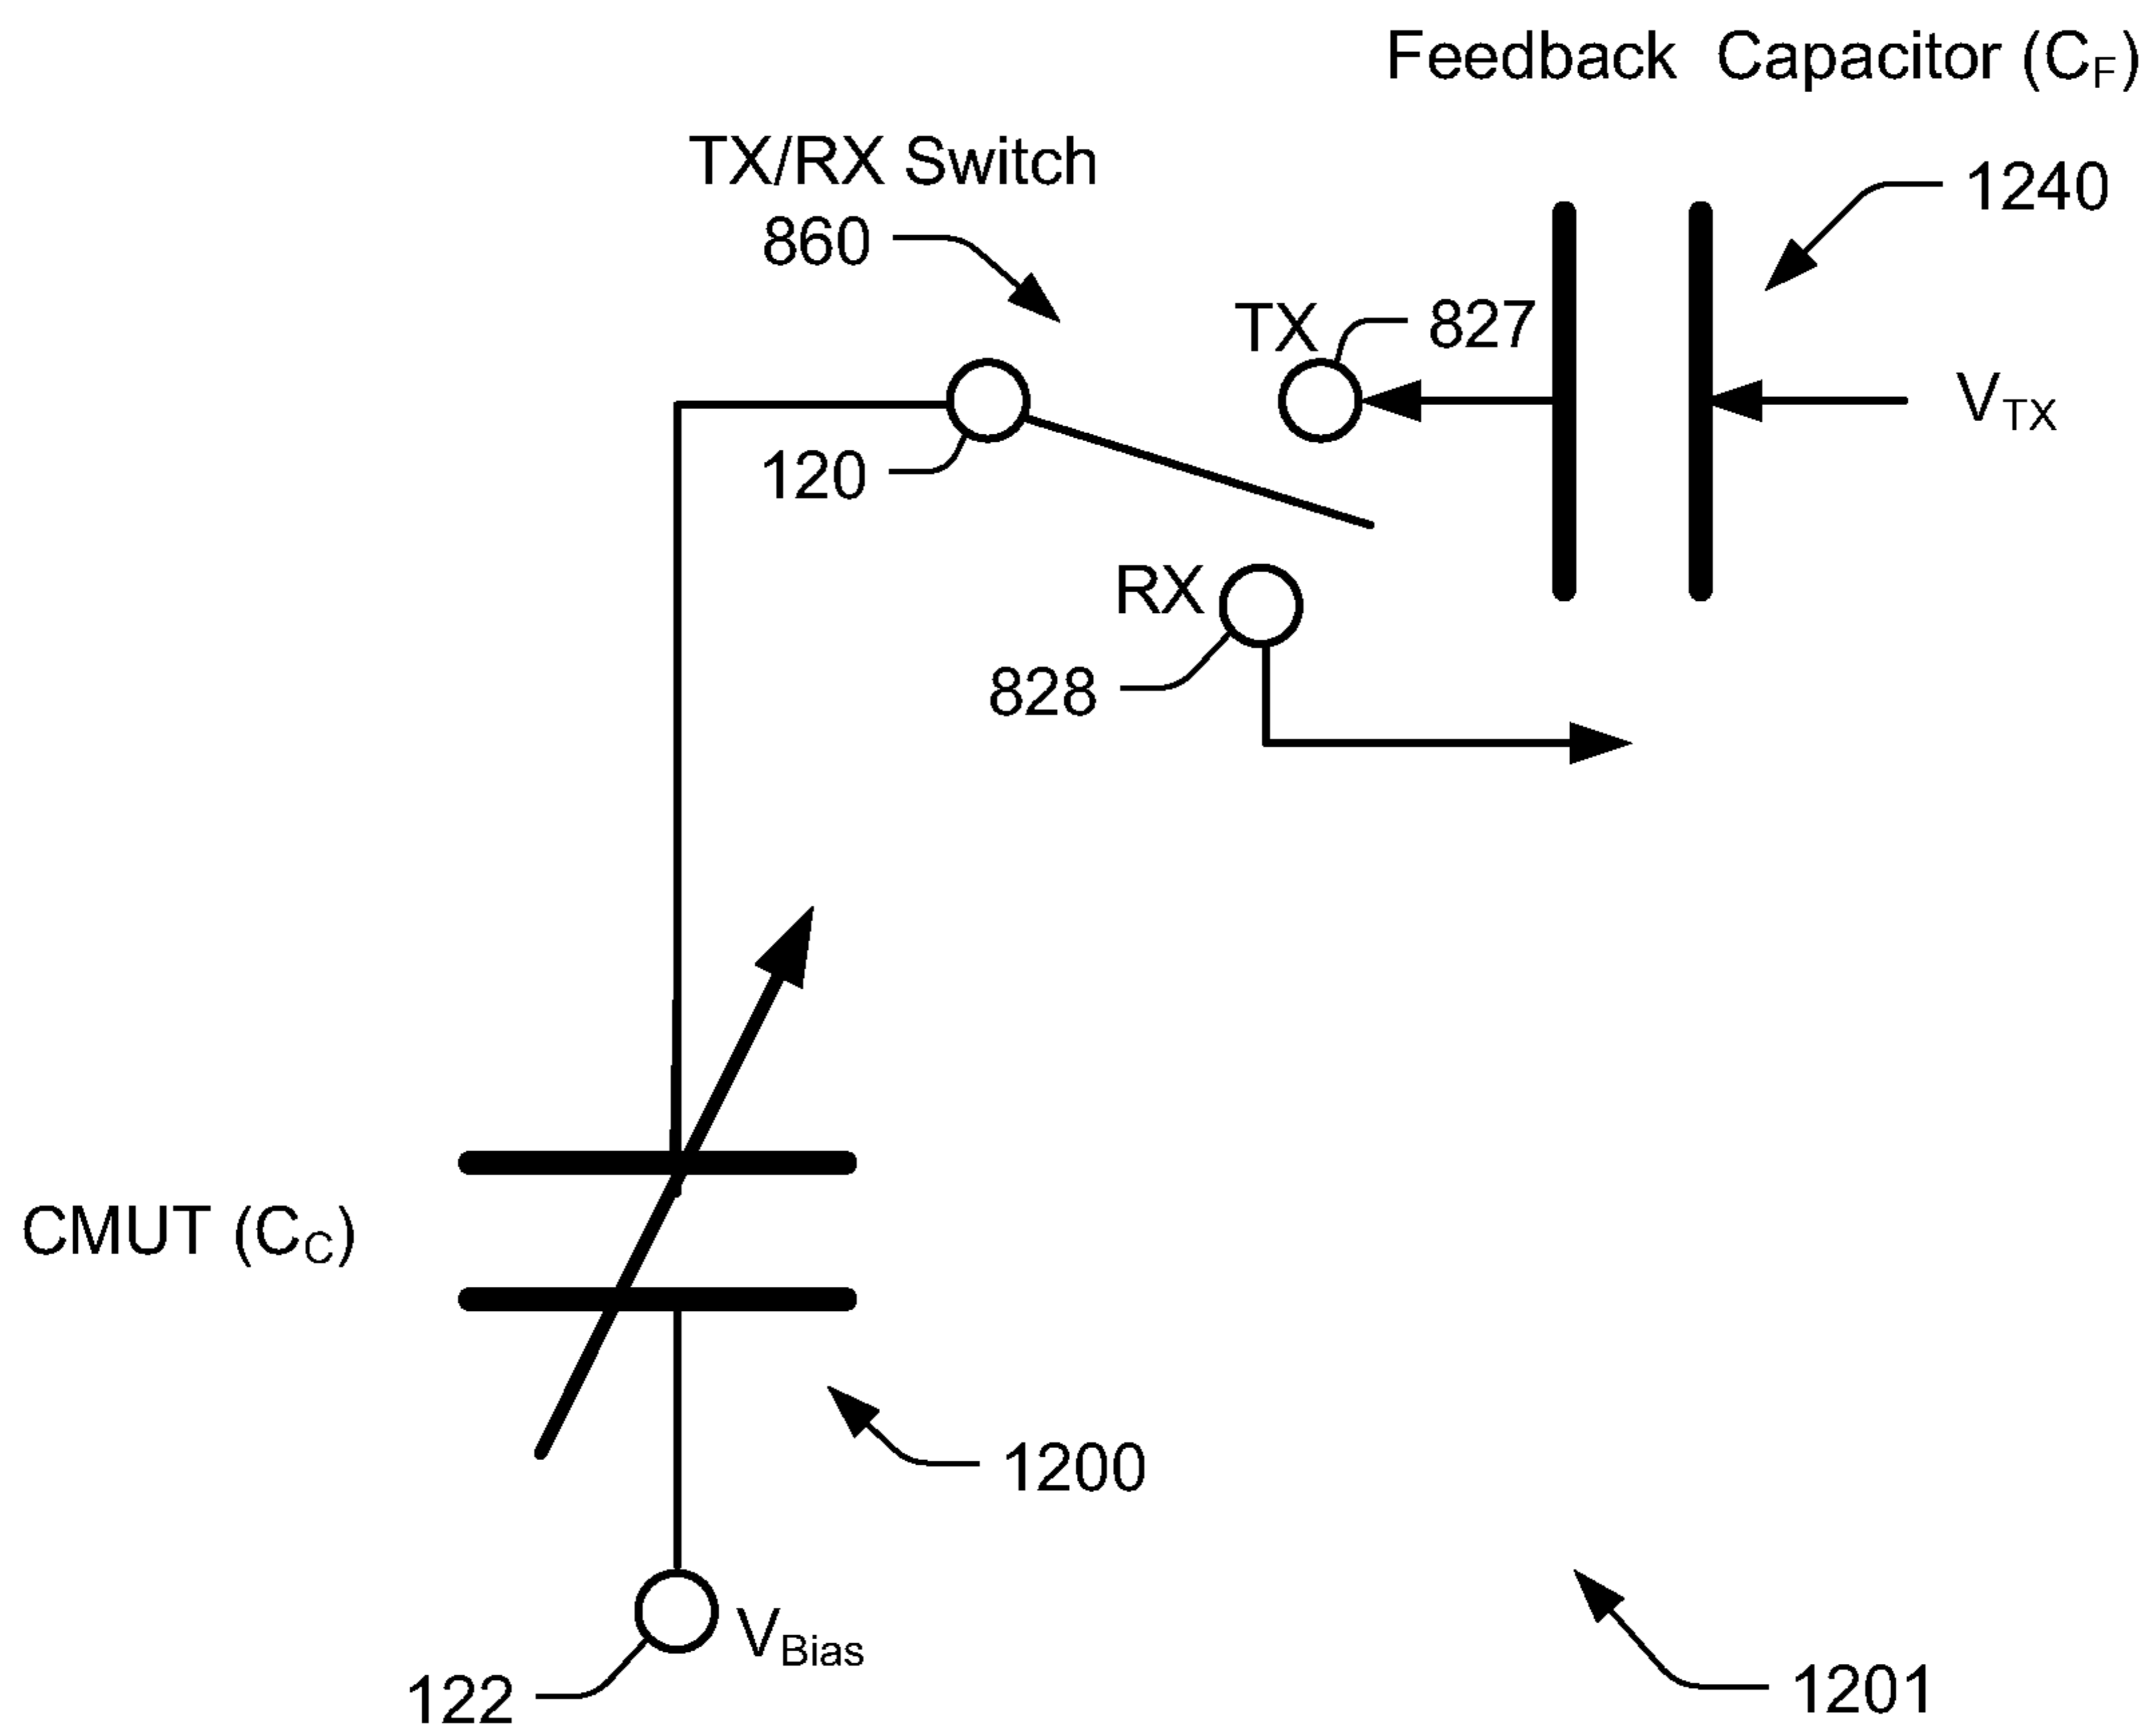 Feedback Capacitor (CF)
TX/RX Switch
860
1240
TX
827
VTX
120
RX
828
CMUT (CC)
1200
VBias
122
1201